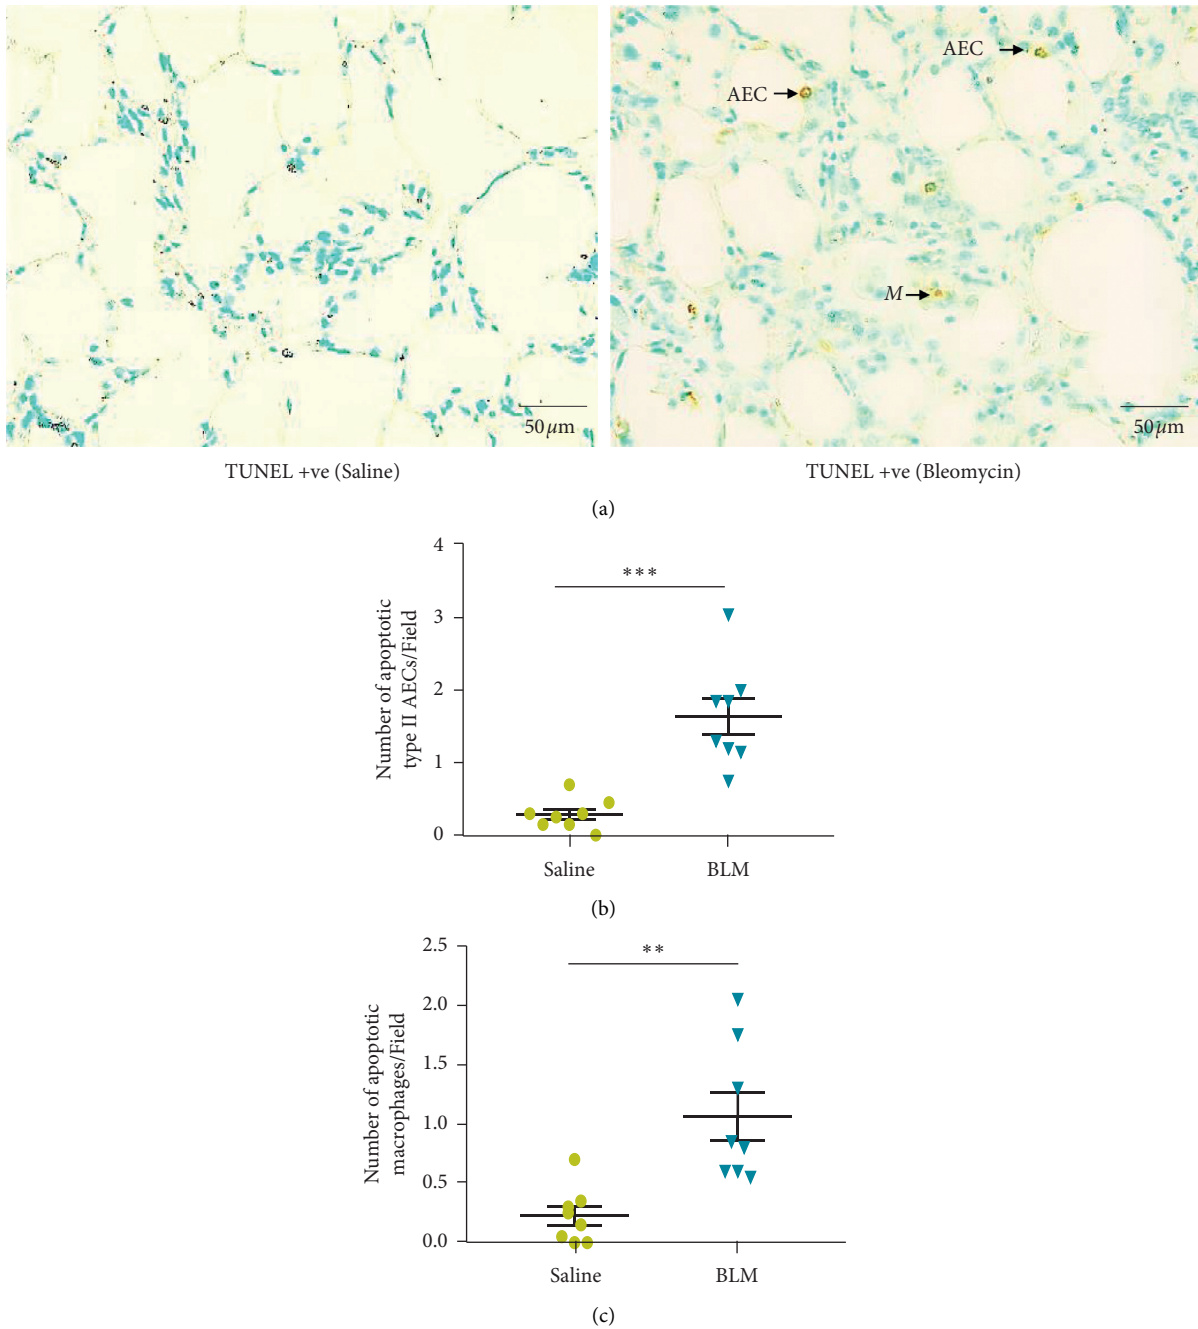 AEC
AEC
M
50 μm
50 μm
TUNEL +ve (Saline)
TUNEL +ve (Bleomycin)
(a)
Number of apoptotic
type II AECs/Field
4
3
2
1
0
***
Saline
BLM
(b)
Number of apoptotic
macrophages/Field
2.5
2.0
1.5
1.0
0.5
0.0
**
Saline
BLM
(c)